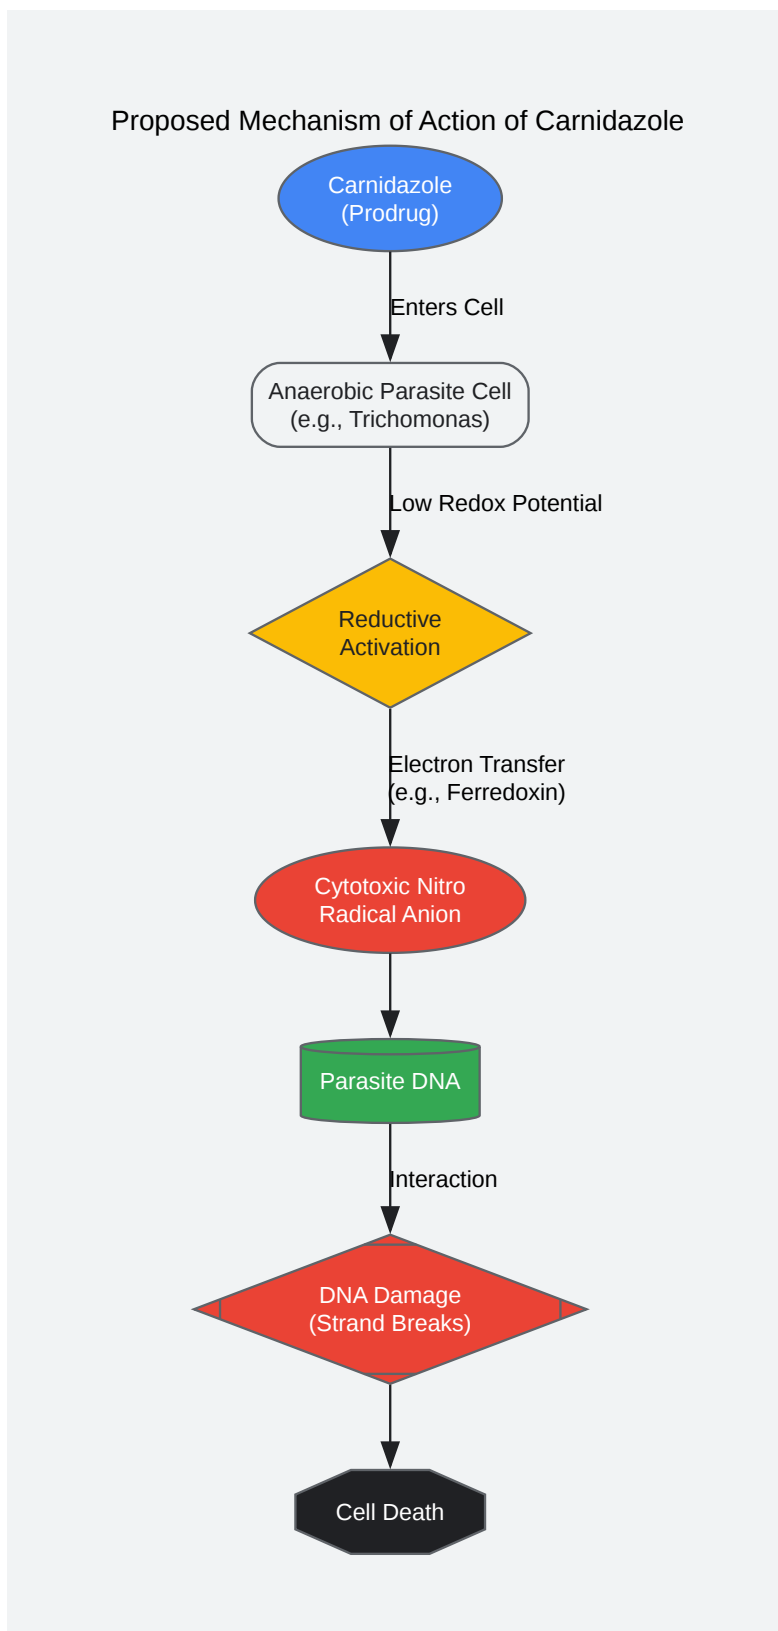 Proposed Mechanism of Action of Carnidazole
Carnidazole
(Prodrug)
Enters Cell
Anaerobic Parasite Cell
(e.g., Trichomonas)
Low Redox Potential
Reductive
Activation
Electron Transfer
(e.g., Ferredoxin)
Cytotoxic Nitro
Radical Anion
Parasite DNA
Interaction
DNA Damage
(Strand Breaks)
Cell Death